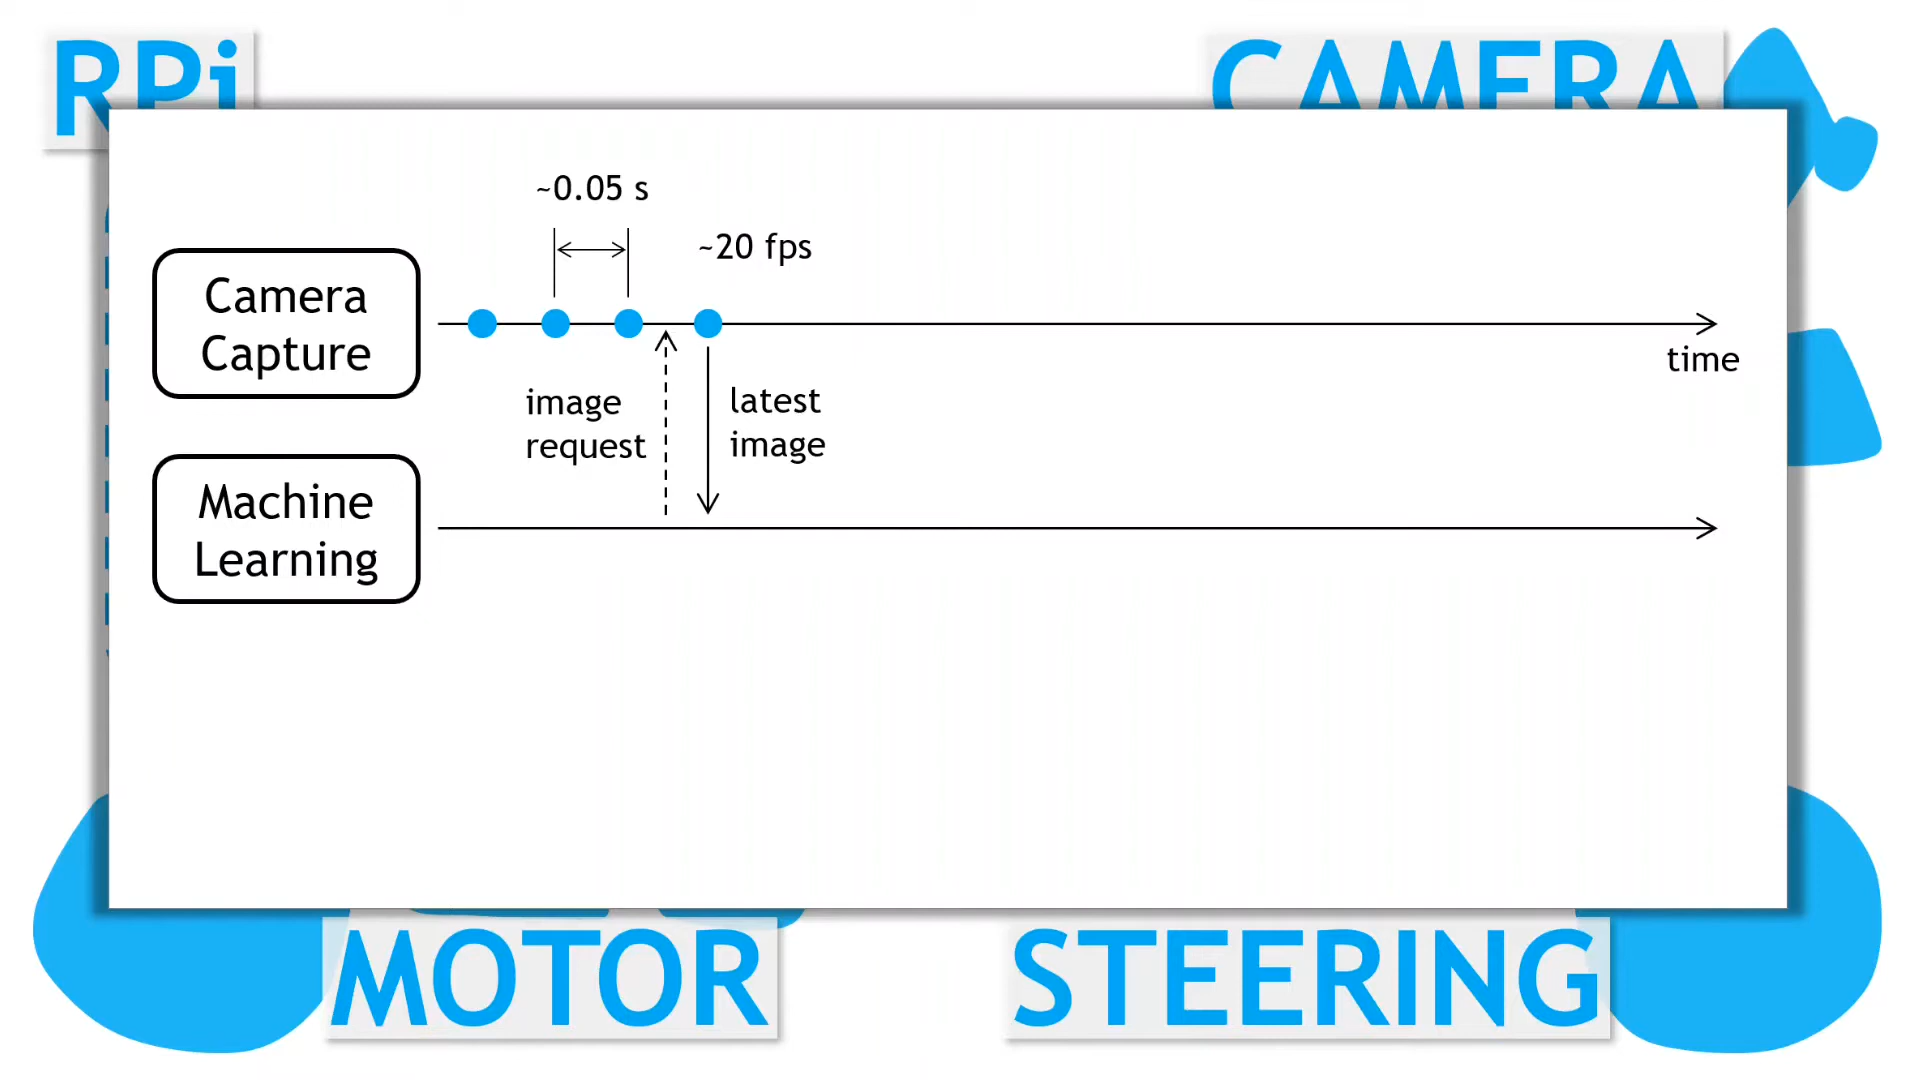 RPi
CAMERA
~0.05 s
~20 fps
Camera
Capture
time
image
request
latest
image
Machine
Learning
MOTOR
STEERING